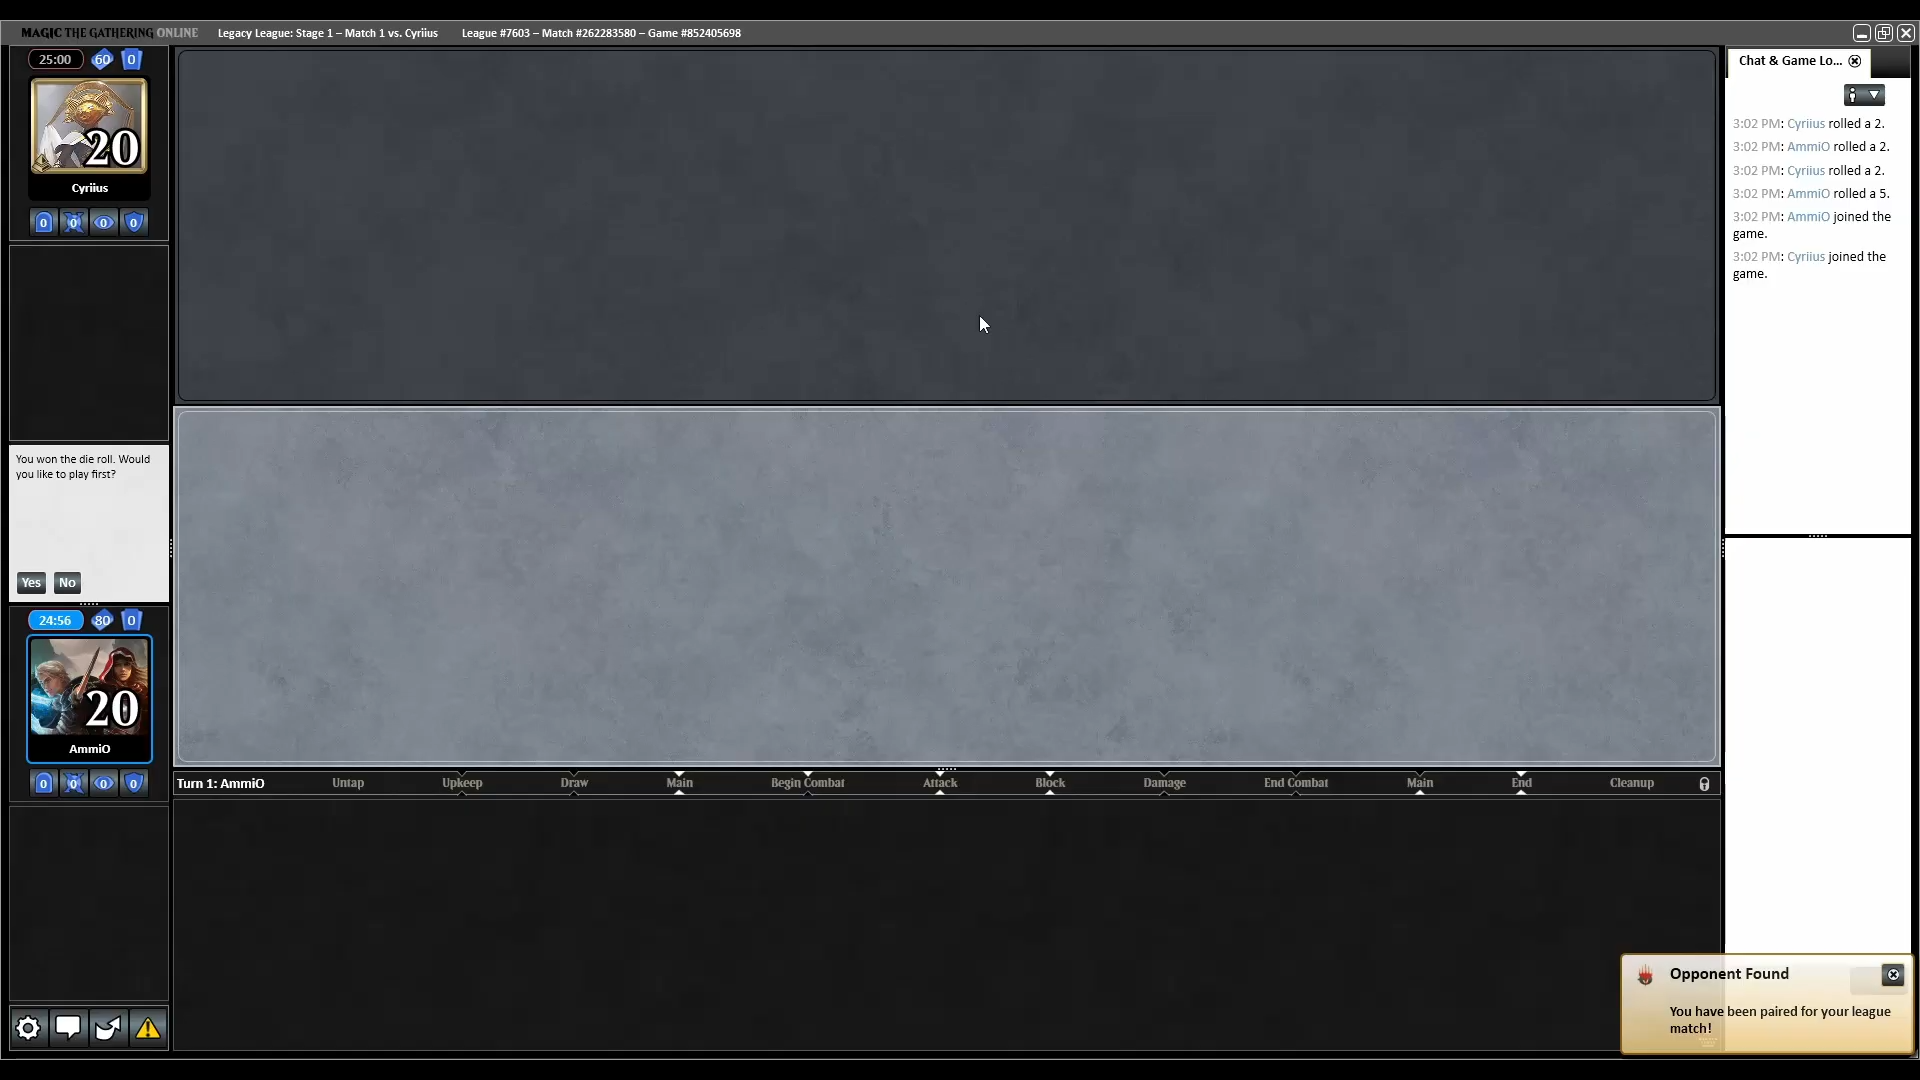 MAGIC THE GATHERING ONLINE Legacy League: Stage 1 – Match 1 vs. Cyriius League #7603 – Match #262283580 – Game #852405698
25:00 60 0
20
Cyriius
0 0 0 0
You won the die roll. Would
you like to play first?
Yes No
24:56 80 0
20
AmmiO
0 0 0 0
Turn 1: AmmiO Untap Upkeep Draw Main Begin Combat Attack Block Damage End Combat Main End Cleanup
Chat & Game Lo...
3:02 PM: Cyriius rolled a 2.
3:02 PM: AmmiO rolled a 2.
3:02 PM: Cyriius rolled a 2.
3:02 PM: AmmiO rolled a 5.
3:02 PM: AmmiO joined the
game.
3:02 PM: Cyriius joined the
game.
Opponent Found
You have been paired for your league
match!